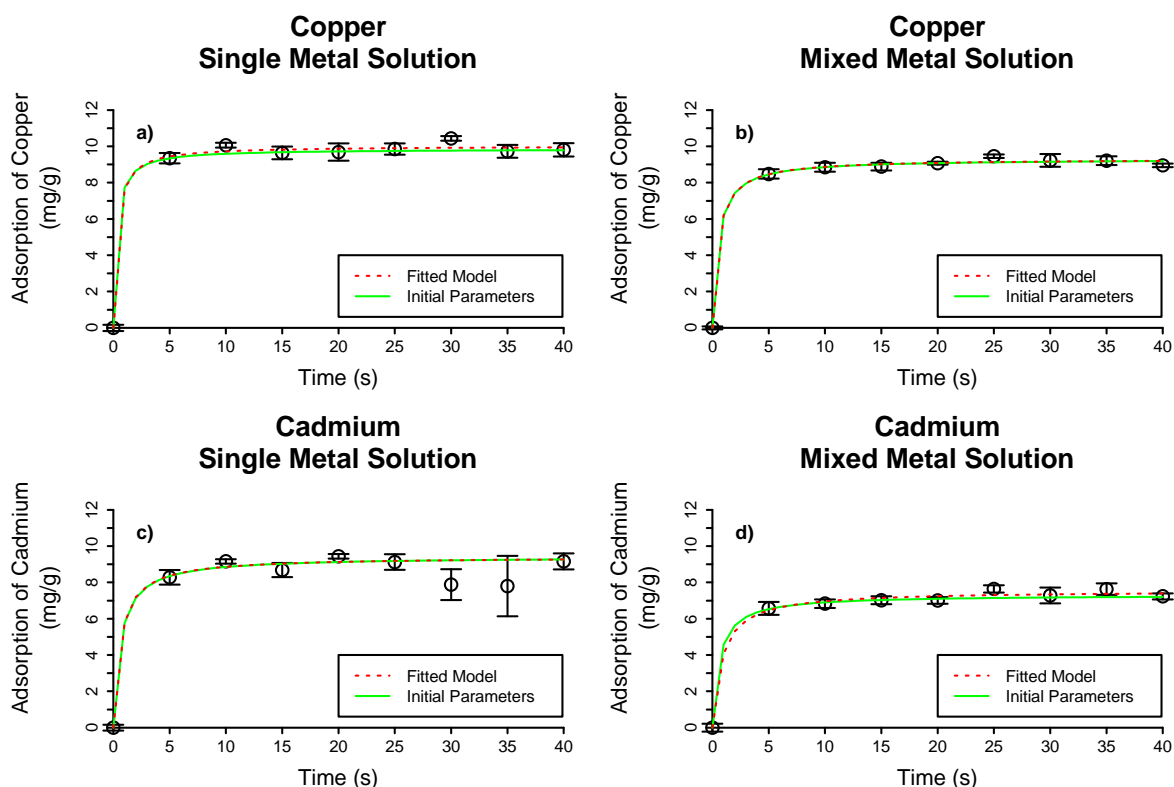 Copper
Single Metal Solution
a)
Adsorption of Copper
(mg/g)
12
10
8
6
4
2
0
Fitted Model
Initial Parameters
0 5 10 15 20 25 30 35 40
Time (s)
Copper
Mixed Metal Solution
b)
Adsorption of Copper
(mg/g)
12
10
8
6
4
2
0
Fitted Model
Initial Parameters
0 5 10 15 20 25 30 35 40
Time (s)
Cadmium
Single Metal Solution
c)
Adsorption of Cadmium
(mg/g)
12
10
8
6
4
2
0
Fitted Model
Initial Parameters
0 5 10 15 20 25 30 35 40
Time (s)
Cadmium
Mixed Metal Solution
d)
Adsorption of Cadmium
(mg/g)
12
10
8
6
4
2
0
Fitted Model
Initial Parameters
0 5 10 15 20 25 30 35 40
Time (s)